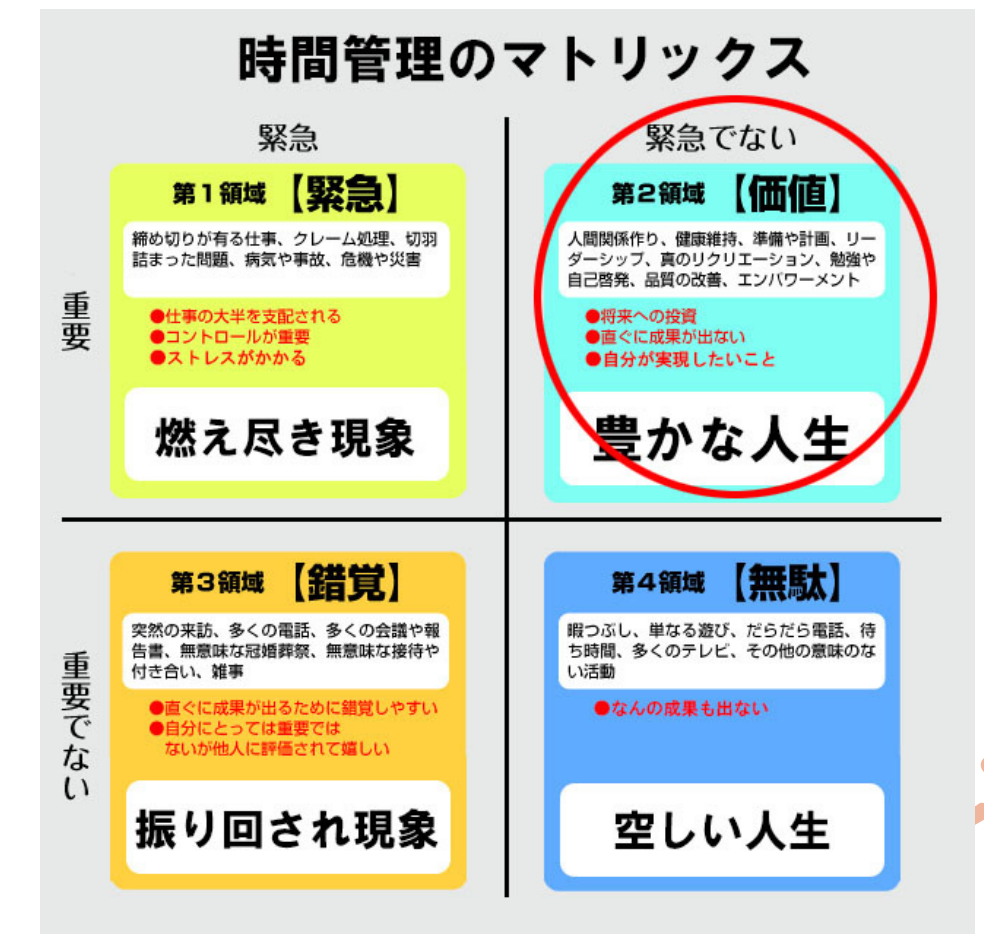 時間管理のマトリックス
緊急
緊急でない
重要
第1領域【緊急】
締め切りが有る仕事、クレーム処理、切羽
詰まった問題、病気や事故、危機や災害
●仕事の大半を支配される
●コントロールが重要
●ストレスがかかる
燃え尽き現象
第2領域【価値】
人間関係作り、健康維持、準備や計画、リー
ダーシップ、真のリクリエーション、勉強や
自己啓発、品質の改善、エンパワーメント
●将来への投資
●直ぐに成果が出ない
●自分が実現したいこと
豊かな人生
重要でない
第3領域【錯覚】
突然の来訪、多くの電話、多くの会議や報
告書、無意味な冠婚葬祭、無意味な接待や
付き合い、雑事
●直ぐに成果が出るために錯覚しやすい
●自分にとっては重要では
ないが他人に評価されて嬉しい
振り回され現象
第4領域【無駄】
暇つぶし、単なる遊び、だらだら電話、待
ち時間、多くのテレビ、その他の意味のな
い活動
●なんの成果も出ない
空しい人生